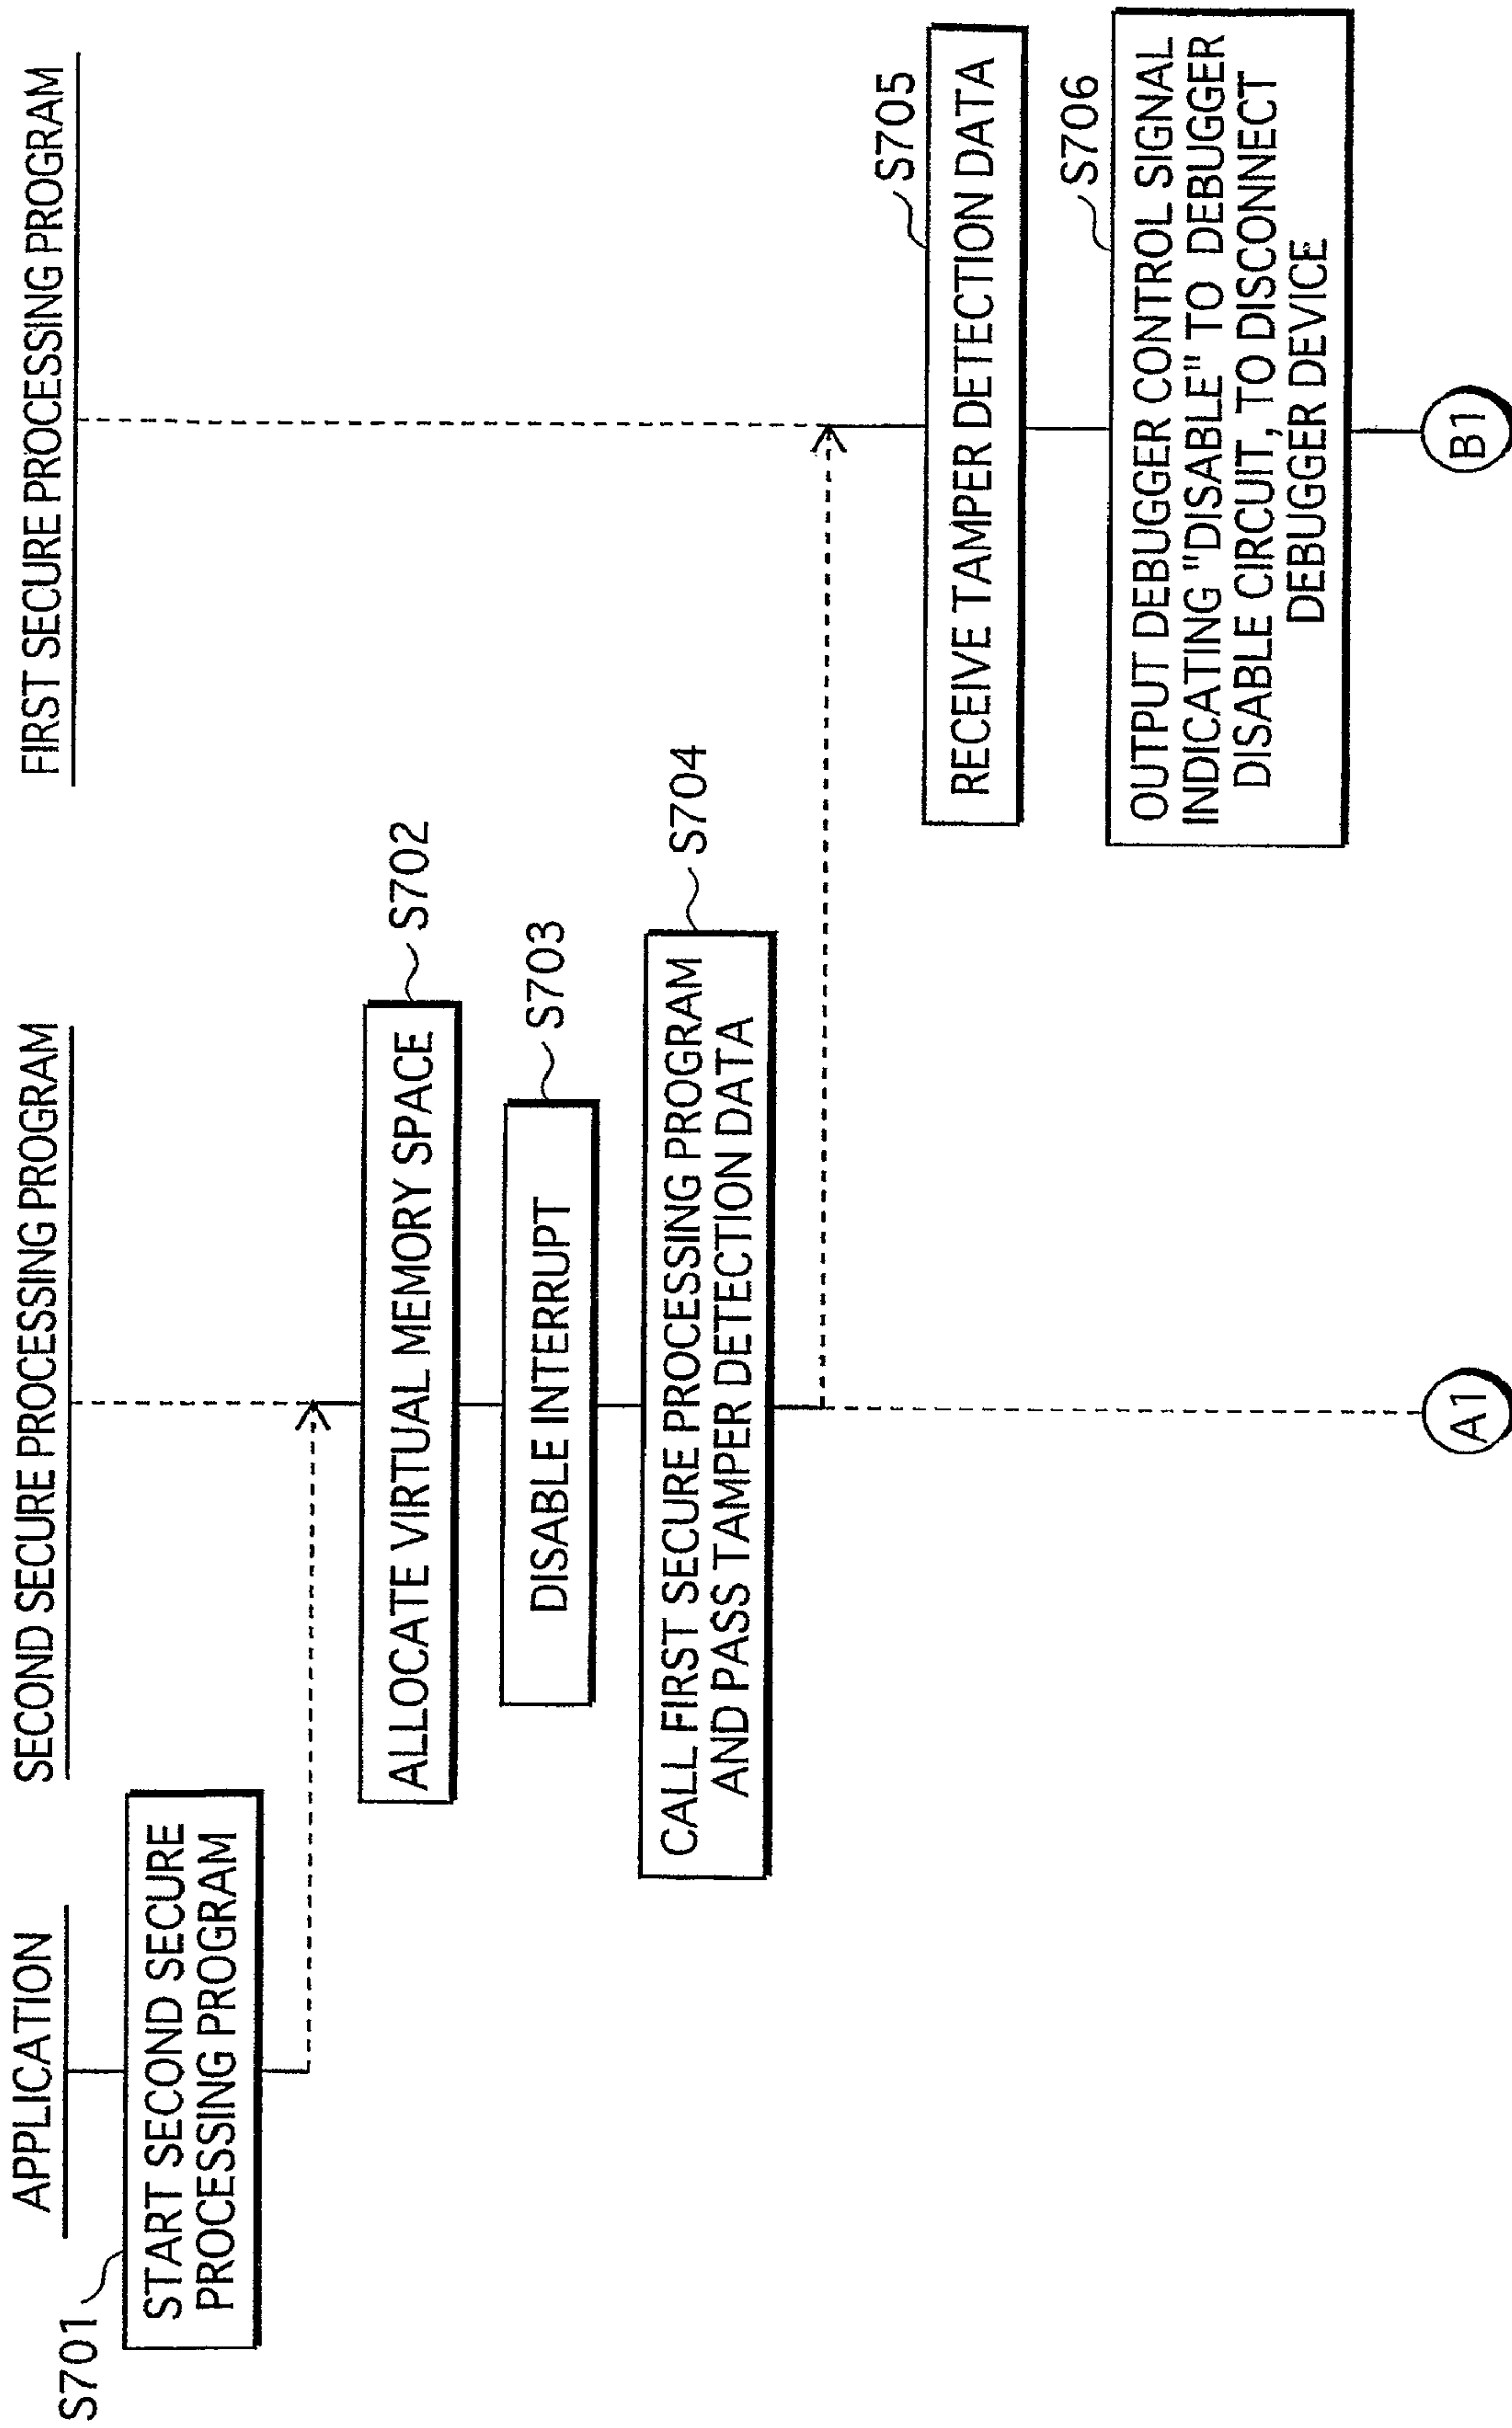 APPLICATION
SECOND SECURE PROCESSING PROGRAM
FIRST SECURE PROCESSING PROGRAM
S701
START SECOND SECURE
PROCESSING PROGRAM
ALLOCATE VIRTUAL MEMORY SPACE
S702
DISABLE INTERRUPT
S703
CALL FIRST SECURE PROCESSING PROGRAM
AND PASS TAMPER DETECTION DATA
S704
S705
RECEIVE TAMPER DETECTION DATA
S706
OUTPUT DEBUGGER CONTROL SIGNAL
INDICATING "DISABLE" TO DEBUGGER
DISABLE CIRCUIT, TO DISCONNECT
DEBUGGER DEVICE
A1
B1